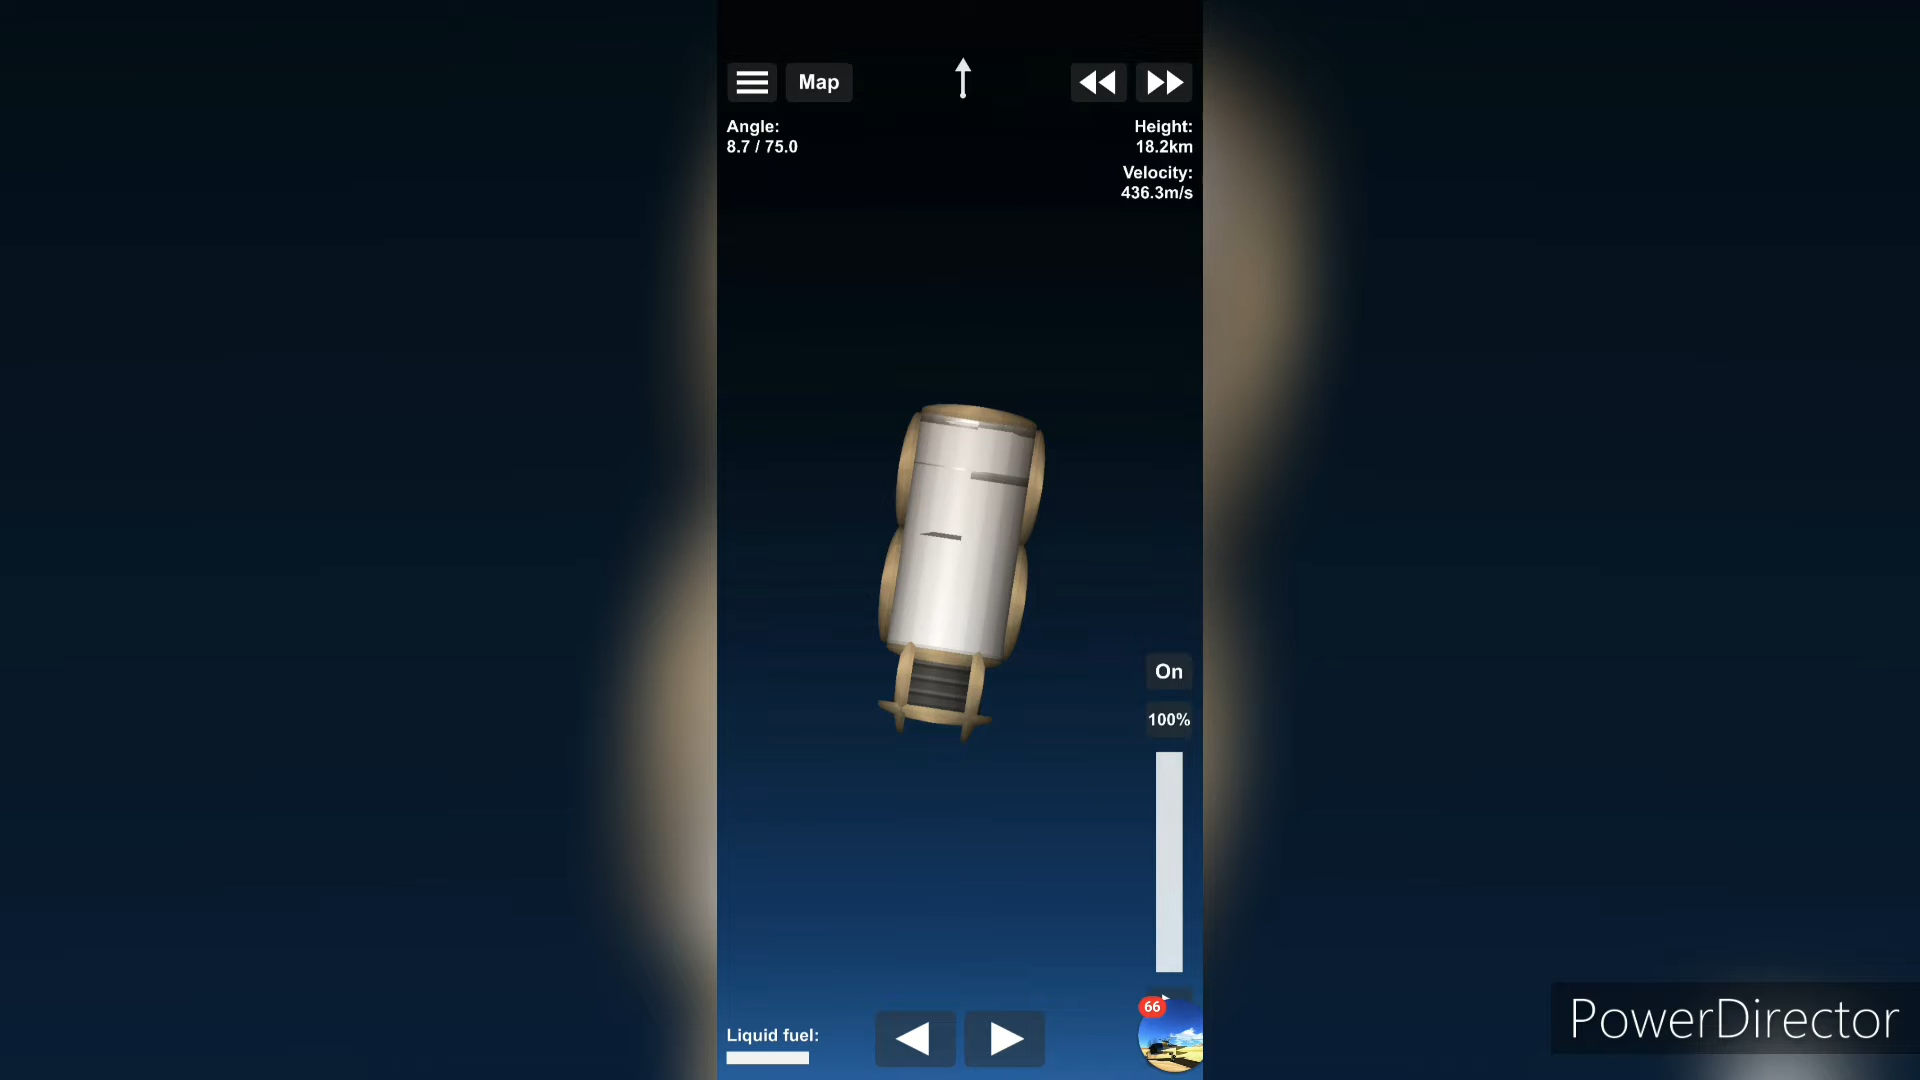 Map
Angle:
8.7 / 75.0
Height:
18.2km
Velocity:
436.3m/s
On
100%
66
Liquid fuel:
PowerDirector